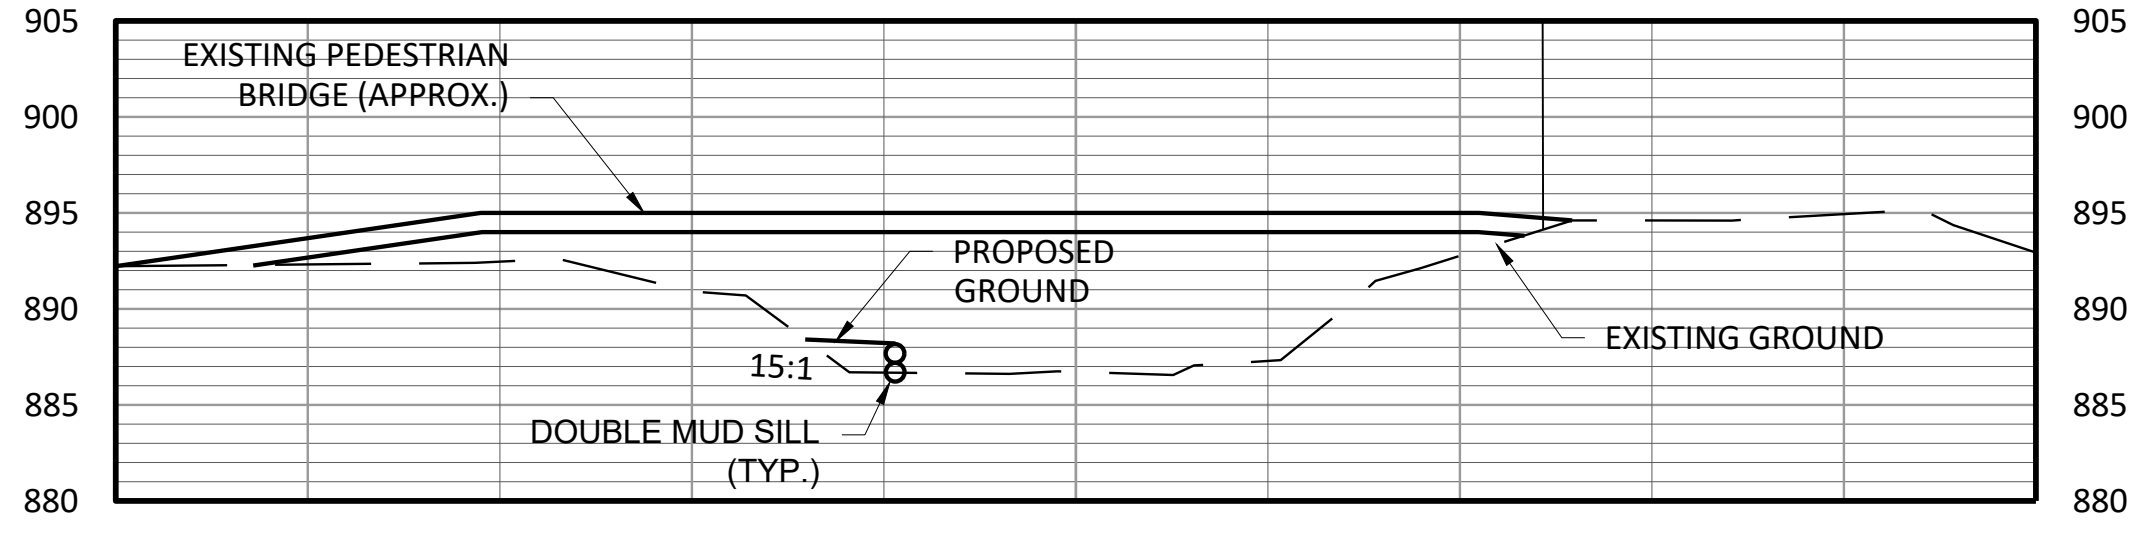 905
905
EXISTING PEDESTRIAN
BRIDGE (APPROX.)
900
900
895
895
PROPOSED
GROUND
890
890
EXISTING GROUND
15:1
885
885
DOUBLE MUD SILL
(TYP.)
880
880